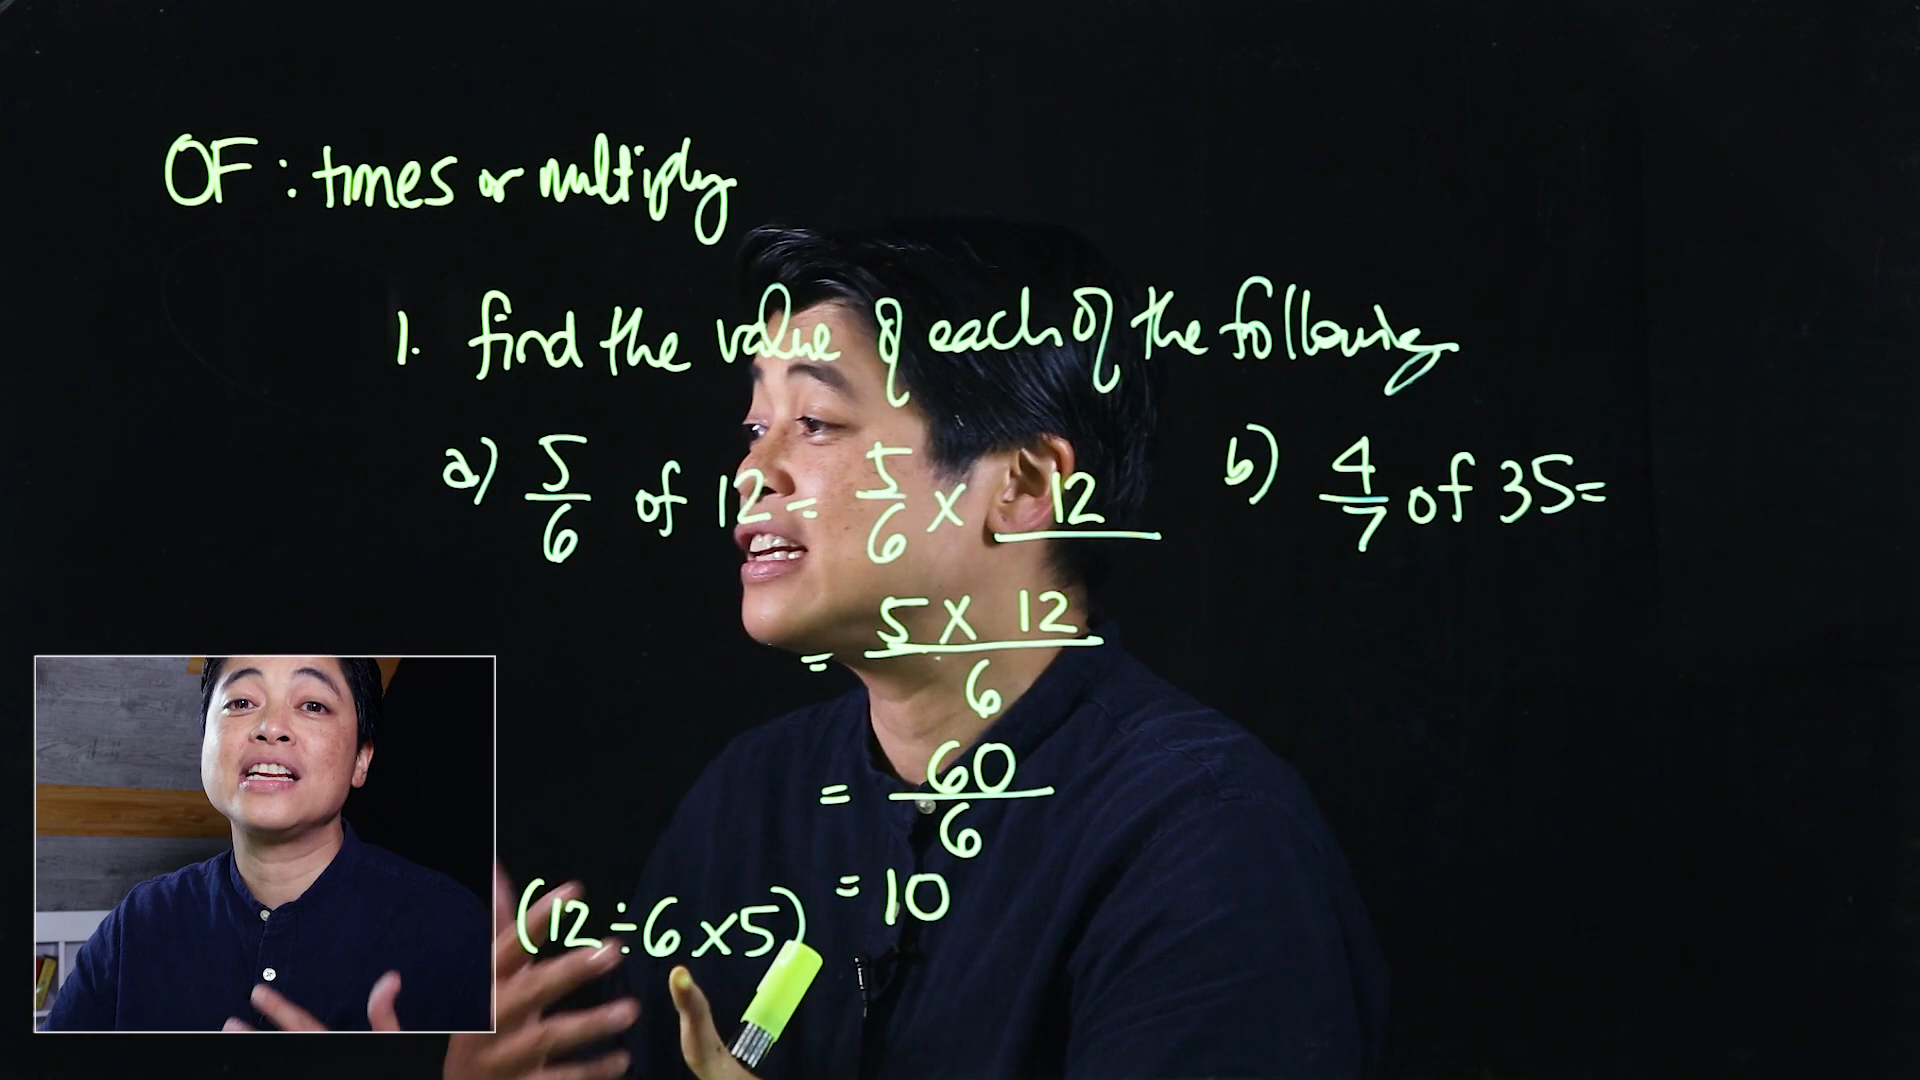 OF : times or multiply
1. find the value of each of the following
a) 5/6 of 12 = 5/6 x 12
= 5 x 12 / 6
= 60/6
= 10
(12 ÷ 6 x 5)
b) 4/7 of 35 =